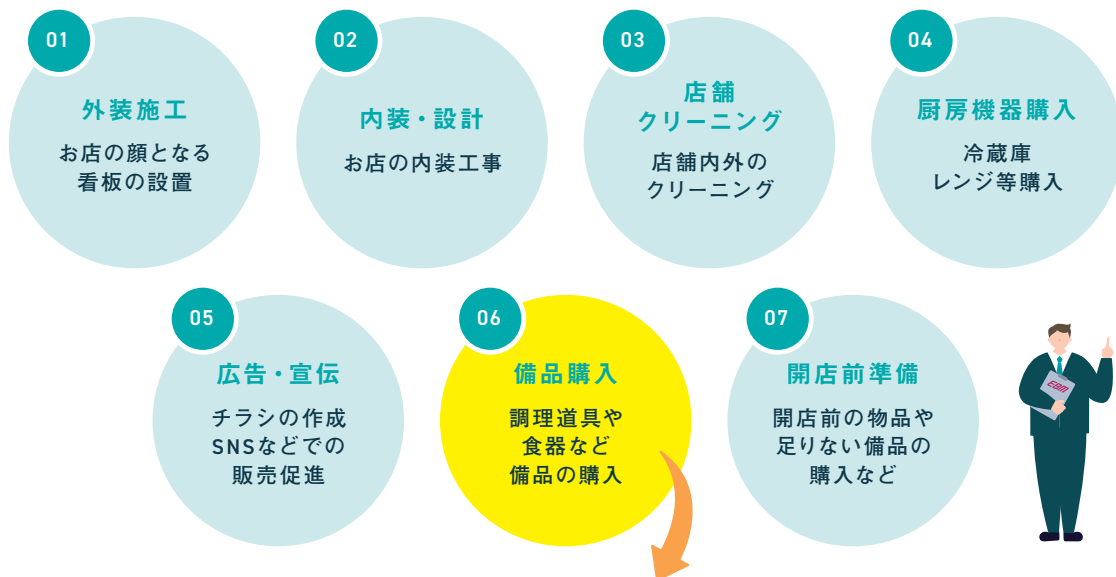 01
外装施工
お店の顔となる
看板の設置
02
内装・設計
お店の内装工事
03
店舗
クリーニング
店舗内外の
クリーニング
04
厨房機器購入
冷蔵庫
レンジ等購入
05
広告・宣伝
チラシの作成
SNSなどでの
販売促進
06
備品購入
調理道具や
食器など
備品の購入
07
開店前準備
開店前の物品や
足りない備品の
購入など
EBM